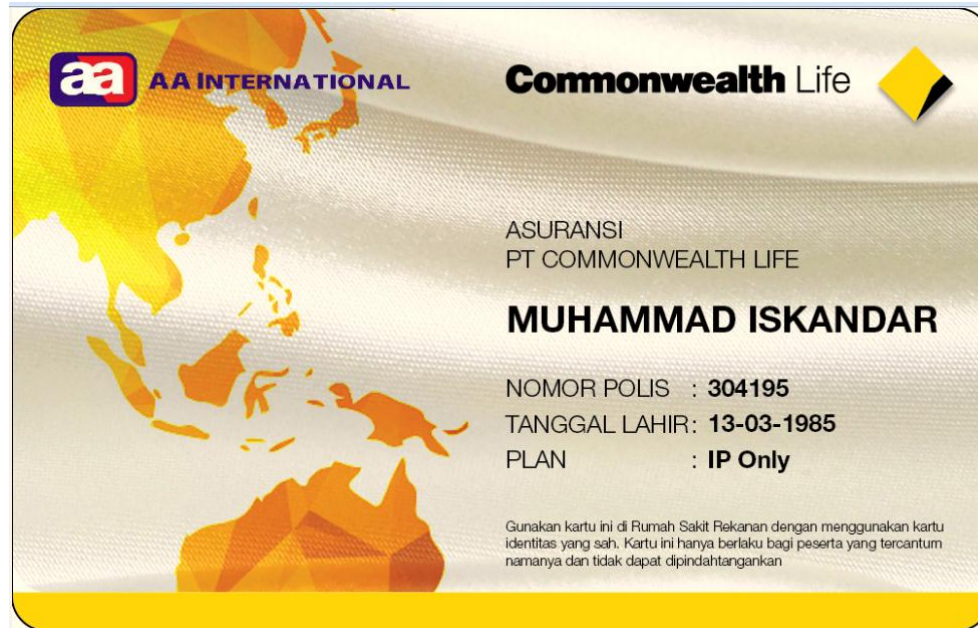 aa AA INTERNATIONAL
Commonwealth Life
ASURANSI
PT COMMONWEALTH LIFE
MUHAMMAD ISKANDAR
NOMOR POLIS : 304195
TANGGAL LAHIR: 13-03-1985
PLAN : IP Only
Gunakan kartu ini di Rumah Sakit Rekanan dengan menggunakan kartu
identitas yang sah. Kartu ini hanya berlaku bagi peserta yang tercantum
namanya dan tidak dapat dipindahtangankan